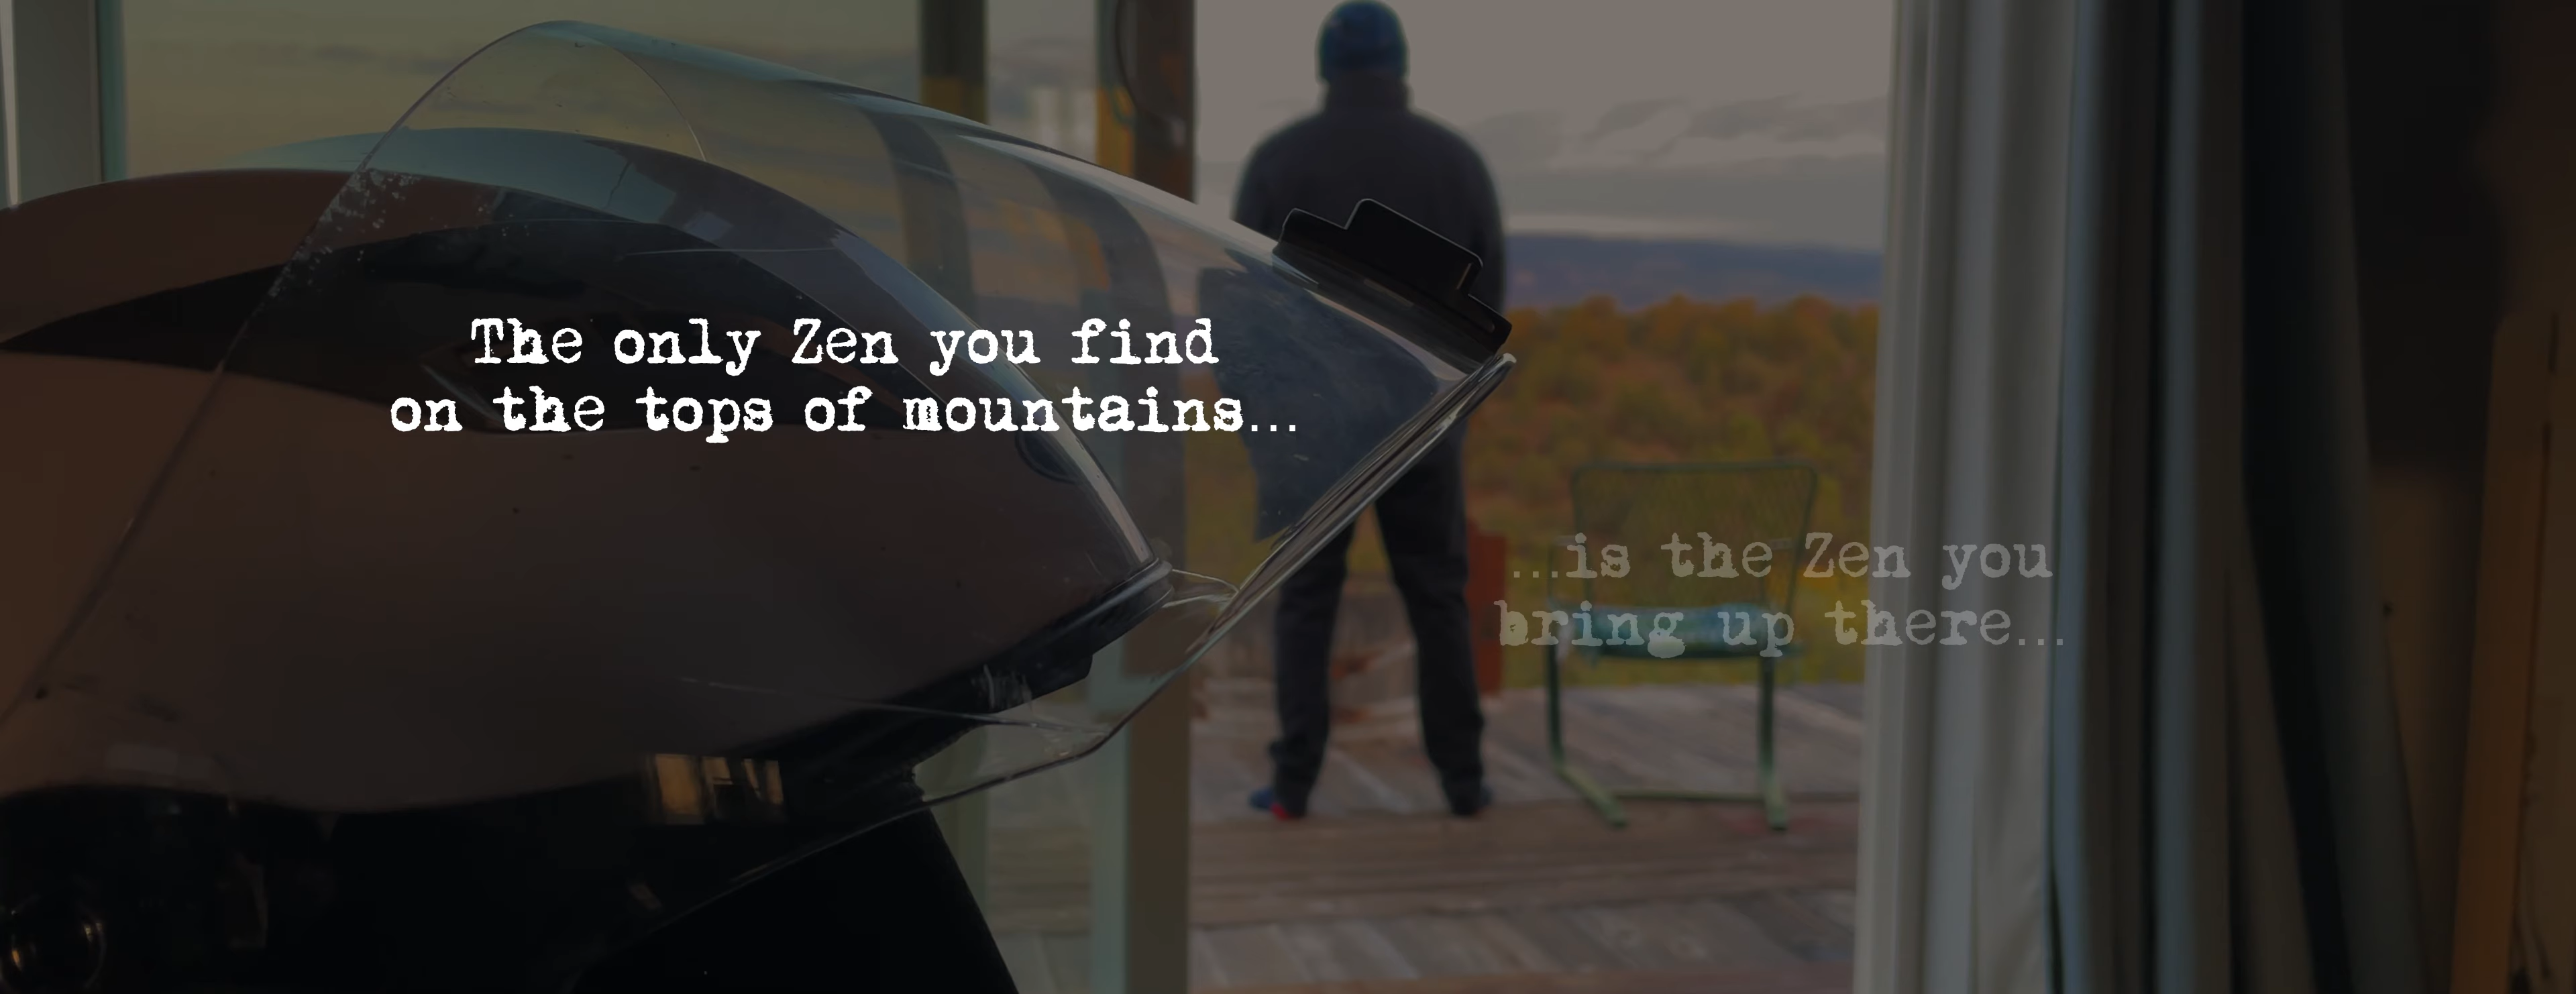 The only Zen you find
on the tops of mountains...
...is the Zen you
bring up there...